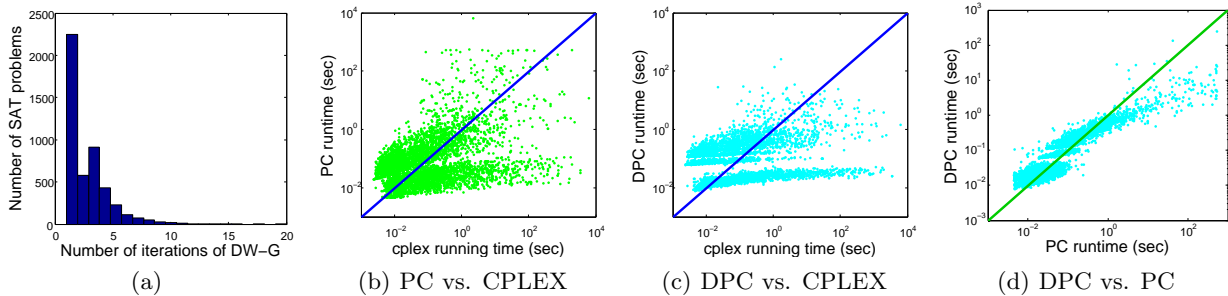 2500
2000
1500
1000
500
0
0 5 10 15 20
Number of SAT problems
Number of iterations of DW−G
(a)
10^4
10^2
10^0
10^−2
10^−2 10^0 10^2 10^4
PC runtime (sec)
cplex running time (sec)
(b) PC vs. CPLEX
10^4
10^2
10^0
10^−2
10^−2 10^0 10^2 10^4
DPC runtime (sec)
cplex running time (sec)
(c) DPC vs. CPLEX
10^3
10^2
10^1
10^0
10^−1
10^−2
10^−3
10^−2 10^0 10^2
DPC runtime (sec)
PC runtime (sec)
(d) DPC vs. PC